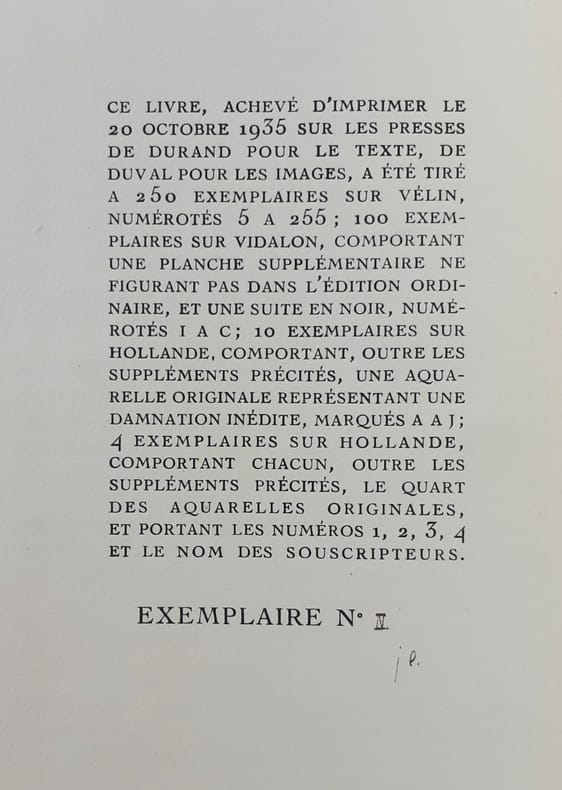 CE LIVRE, ACHEVÉ D'IMPRIMER LE
20 OCTOBRE 1935 SUR LES PRESSES
DE DURAND POUR LE TEXTE, DE
DUVAL POUR LES IMAGES, A ÉTÉ TIRÉ
A 250 EXEMPLAIRES SUR VÉLIN,
NUMÉROTÉS 5 A 255 ; 100 EXEM-
PLAIRES SUR VIDALON, COMPORTANT
UNE PLANCHE SUPPLÉMENTAIRE NE
FIGURANT PAS DANS L'ÉDITION ORDI-
NAIRE, ET UNE SUITE EN NOIR, NUMÉ-
ROTÉS I A C ; 10 EXEMPLAIRES SUR
HOLLANDE, COMPORTANT, OUTRE LES
SUPPLÉMENTS PRÉCITÉS, UNE AQUA-
RELLE ORIGINALE REPRÉSENTANT UNE
DAMNATION INÉDITE, MARQUÉS A A J ;
4 EXEMPLAIRES SUR HOLLANDE,
COMPORTANT CHACUN, OUTRE LES
SUPPLÉMENTS PRÉCITÉS, LE QUART
DES AQUARELLES ORIGINALES,
ET PORTANT LES NUMÉROS 1, 2, 3, 4
ET LE NOM DES SOUSCRIPTEURS.
EXEMPLAIRE N° IV